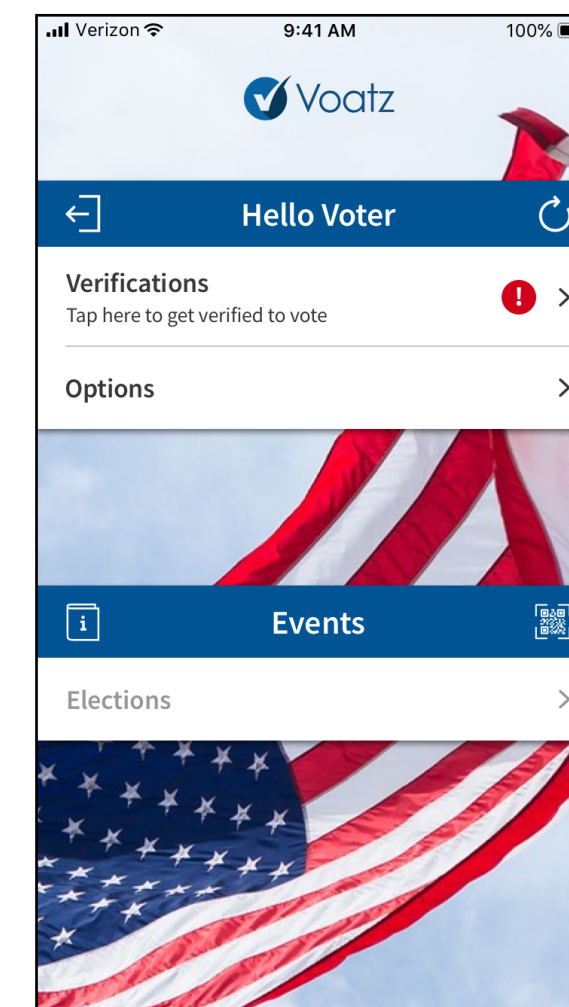 Verizon 9:41 AM 100%
Voatz
Hello Voter
Verifications
!
Tap here to get verified to vote
Options
i
Events
Elections